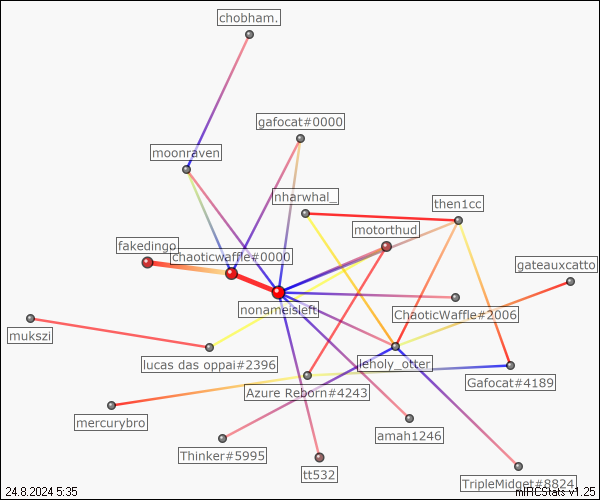 chobham.
gafocat#0000
moonraven
nharwhal_
then1cc
motorthud
fakedingo
chaoticwaffle#0000
gateauxcatto
nonameisleft
ChaoticWaffle#2006
mukszi
lucas das oppai#2396
leholy_otter
Gafocat#4189
Azure Reborn#4243
mercurybro
amah1246
Thinker#5995
tt532
TripleMidget#8824
24.8.2024 5:35
mIRCStats v1.25